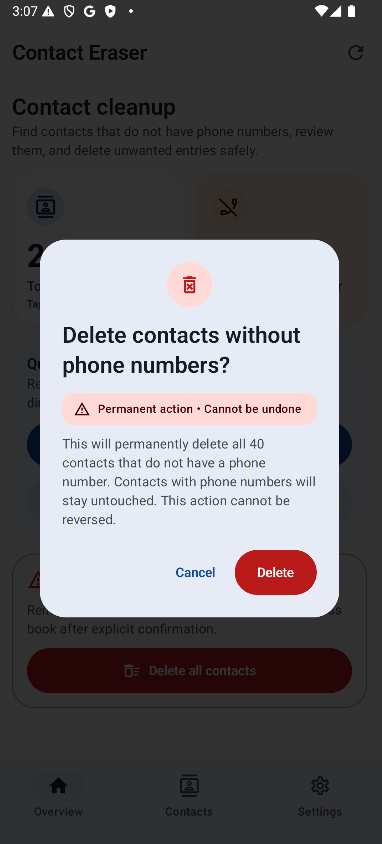 3:07
Contact Eraser
Contact cleanup
Find contacts that do not have phone numbers, review
them, and delete unwanted entries safely.
2
Delete contacts without
phone numbers?
Permanent action • Cannot be undone
This will permanently delete all 40
contacts that do not have a phone
number. Contacts with phone numbers will
stay untouched. This action cannot be
reversed.
Cancel
Delete
book after explicit confirmation.
Delete all contacts
Overview
Contacts
Settings